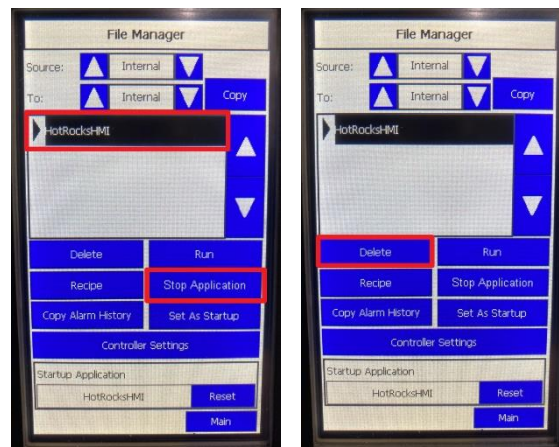 File Manager
Source: Internal
To: Internal Copy
HotRocksHMI
Delete Run
Recipe Stop Application
Copy Alarm History Set As Startup
Controller Settings
Startup Application
HotRocksHMI Reset
Main
File Manager
Source: Internal
To: Internal Copy
HotRocksHMI
Delete Run
Recipe Stop Application
Copy Alarm History Set As Startup
Controller Settings
Startup Application
HotRocksHMI Reset
Main